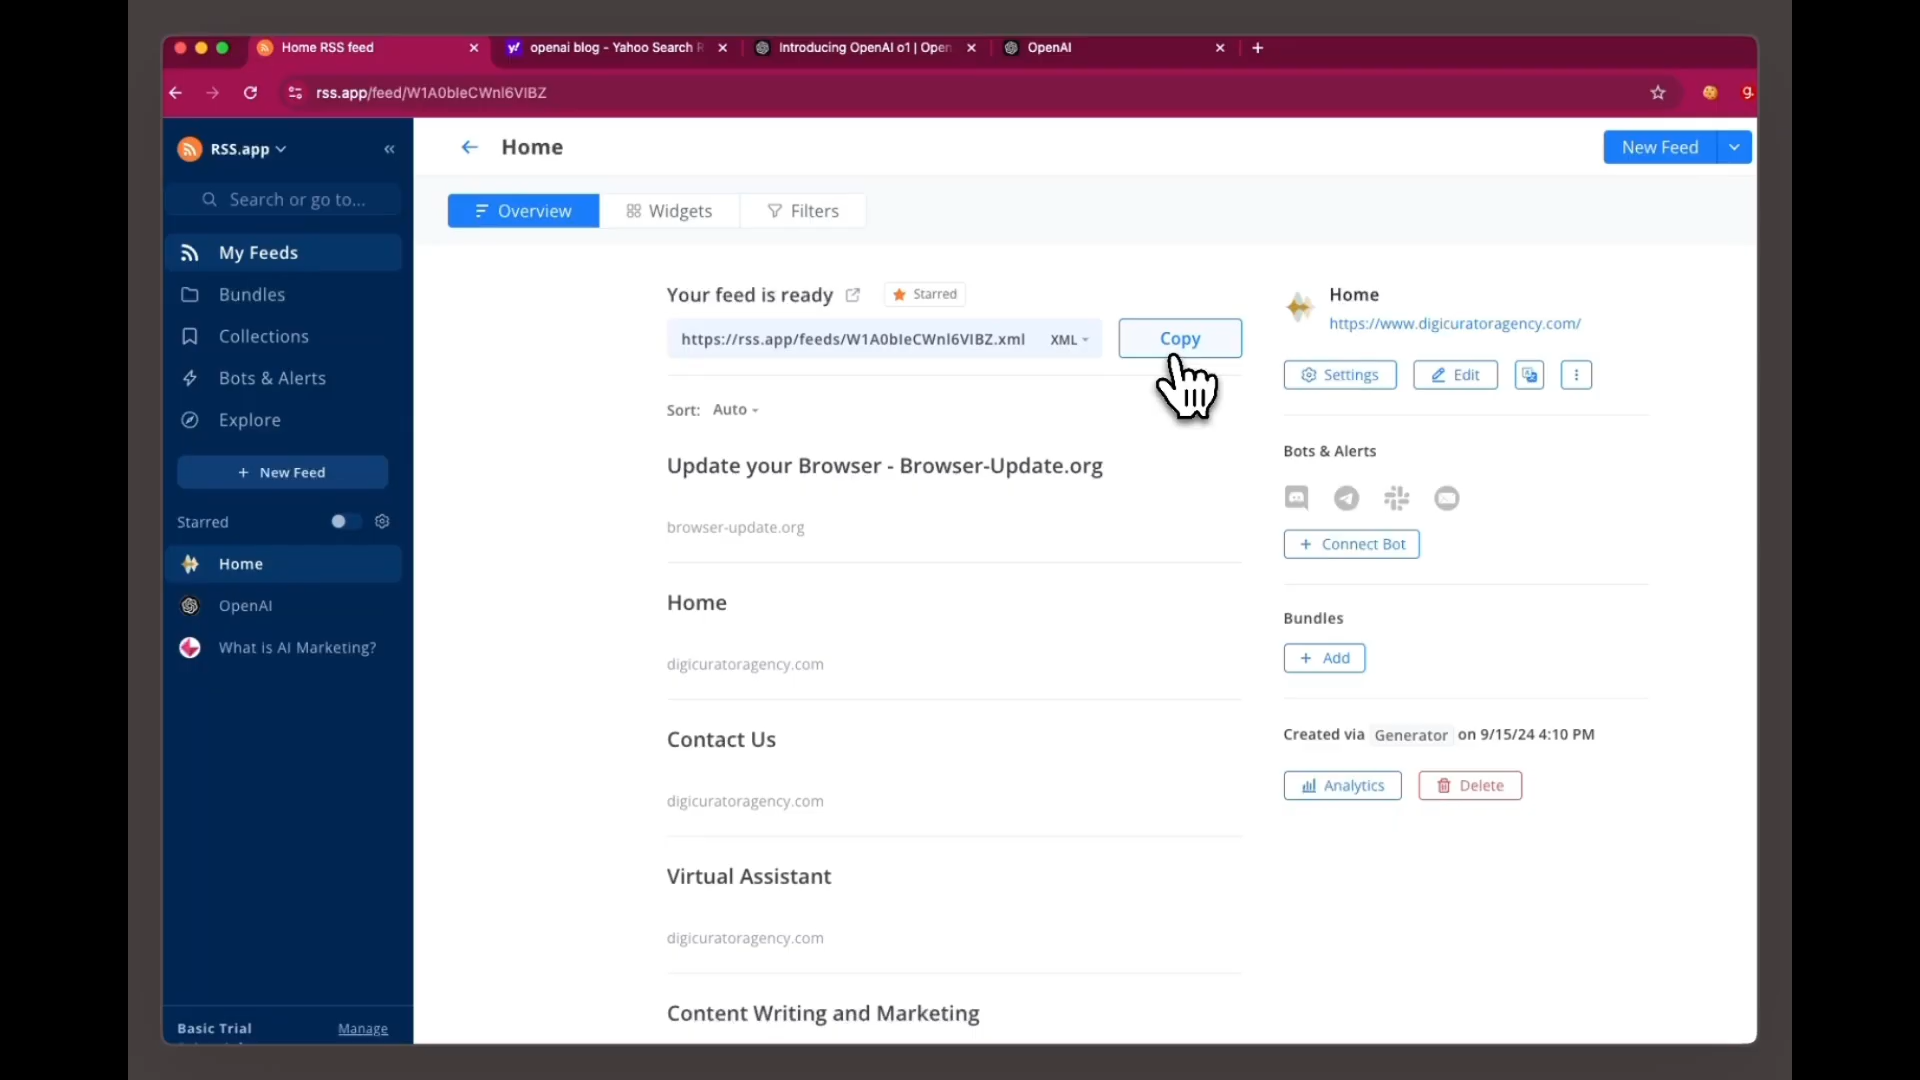 Home RSS feed
openai blog - Yahoo Search R
Introducing OpenAI o1 | Open
OpenAI
rss.app/feed/W1A0bIeCWnl6VIBZ
RSS.app
Search or go to...
My Feeds
Bundles
Collections
Bots & Alerts
Explore
+ New Feed
Starred
Home
OpenAI
What is AI Marketing?
Basic Trial
Manage
Home
New Feed
Overview
Widgets
Filters
Your feed is ready
Starred
https://rss.app/feeds/W1A0bIeCWnl6VIBZ.xml
XML
Copy
Sort: Auto
Update your Browser - Browser-Update.org
browser-update.org
Home
digicuratoragency.com
Contact Us
digicuratoragency.com
Virtual Assistant
digicuratoragency.com
Content Writing and Marketing
Home
https://www.digicuratoragency.com/
Settings
Edit
Bots & Alerts
+ Connect Bot
Bundles
+ Add
Created via Generator on 9/15/24 4:10 PM
Analytics
Delete